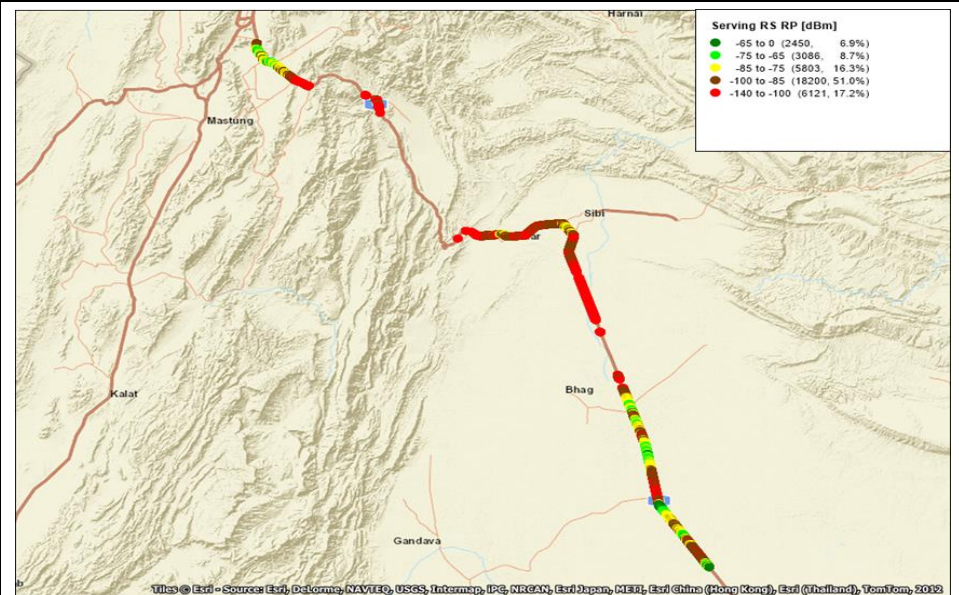 Harnai
Serving RS RP [dBm]
-65 to 0 (2450, 6.9%)
-75 to -65 (3086, 8.7%)
-85 to -75 (5803, 16.3%)
-100 to -85 (18200, 51.0%)
-140 to -100 (6121, 17.2%)
Mastung
Sibi
ar
Bhag
Kalat
Gandava
Tiles © Esri - Source: Esri, DeLorme, NAVTEQ, USGS, Intermap, iPC, NRCAN, Esri Japan, METI, Esri China (Hong Kong), Esri (Thailand), TomTom, 2012